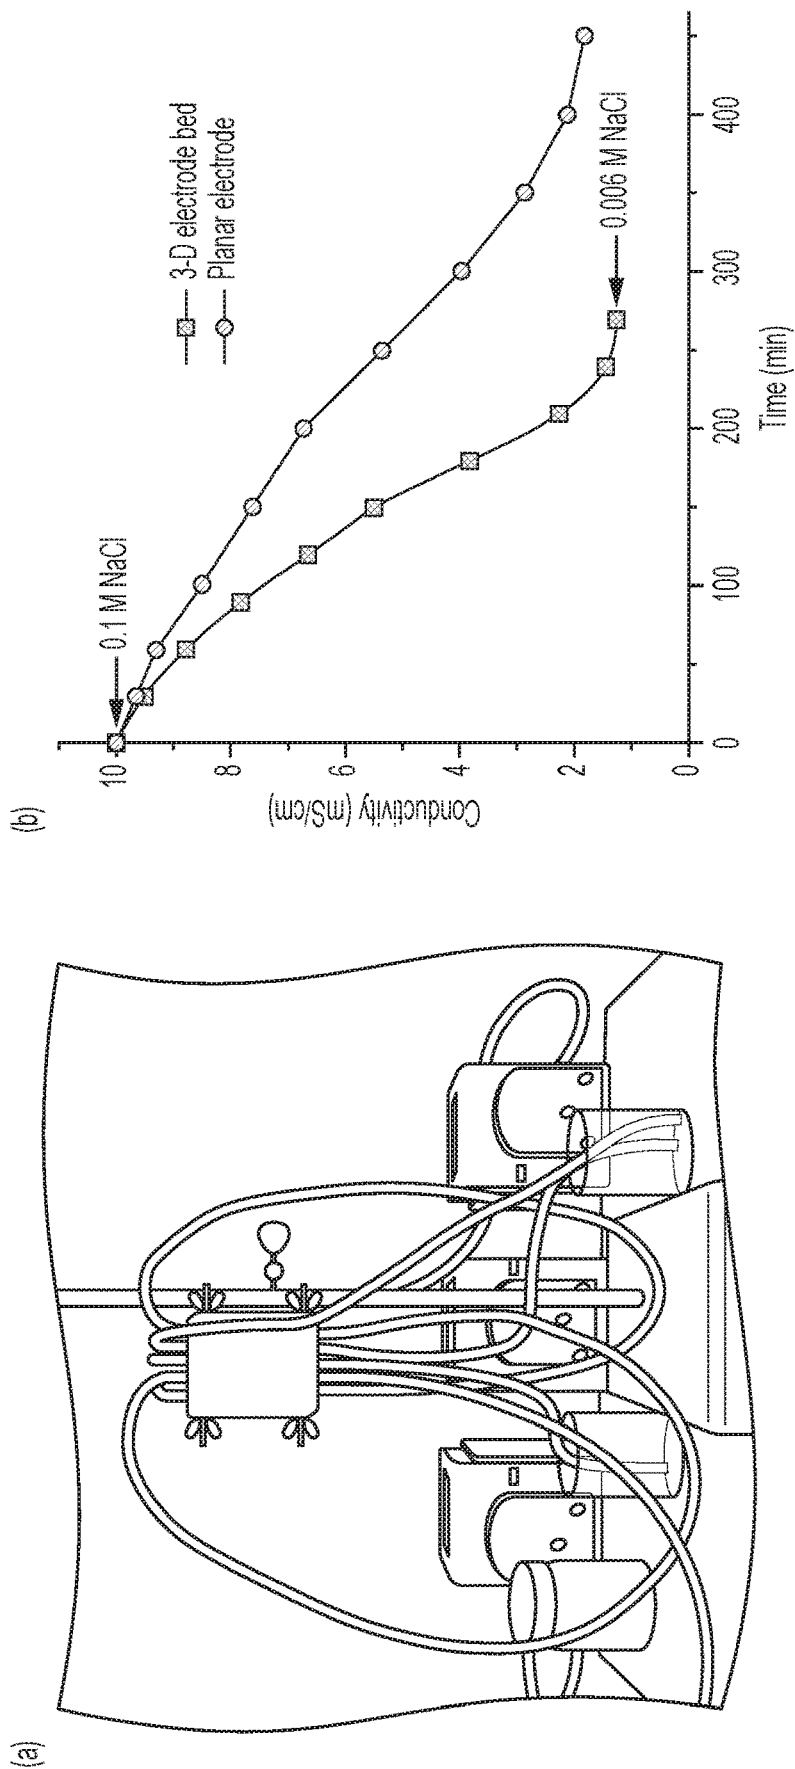 (a)
(b)
Conductivity (mS/cm)
10
8
6
4
2
0
0.1 M NaCl
3-D electrode bed
Planar electrode
0.006 M NaCl
0
100
200
300
400
Time (min)